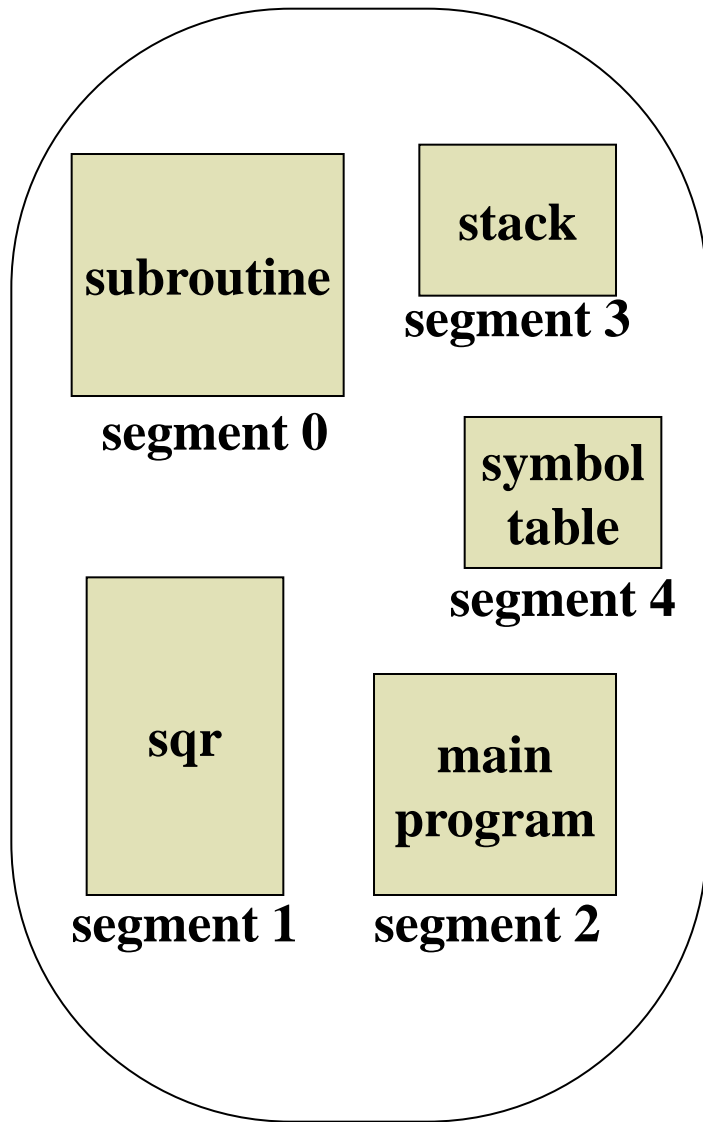 subroutine
segment 0
stack
segment 3
symbol
table
segment 4
sqr
segment 1
main
program
segment 2